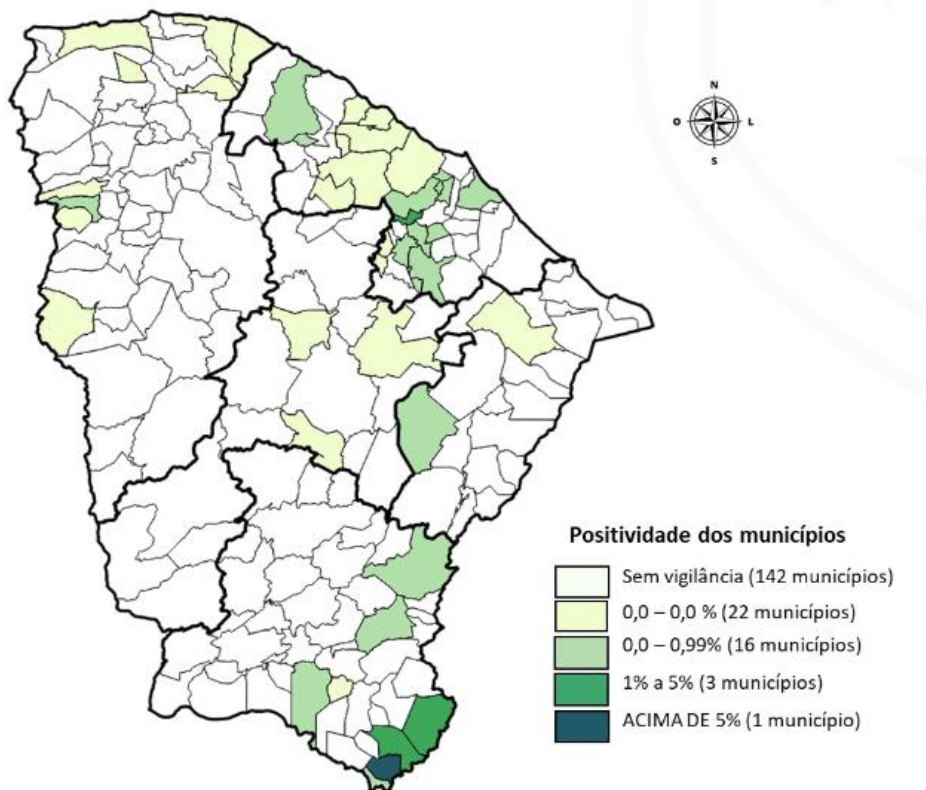 N
O
L
S
Positividade dos municípios
Sem vigilância (142 municípios)
0,0 – 0,0 % (22 municípios)
0,0 – 0,99% (16 municípios)
1% a 5% (3 municípios)
ACIMA DE 5% (1 município)